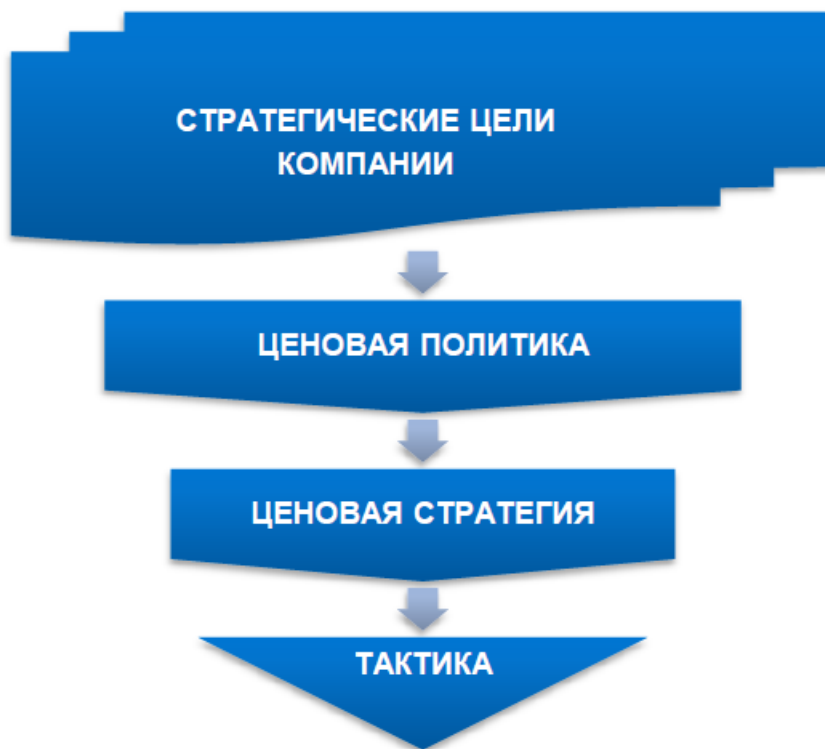 СТРАТЕГИЧЕСКИЕ ЦЕЛИ
КОМПАНИИ
ЦЕНОВАЯ ПОЛИТИКА
ЦЕНОВАЯ СТРАТЕГИЯ
ТАКТИКА